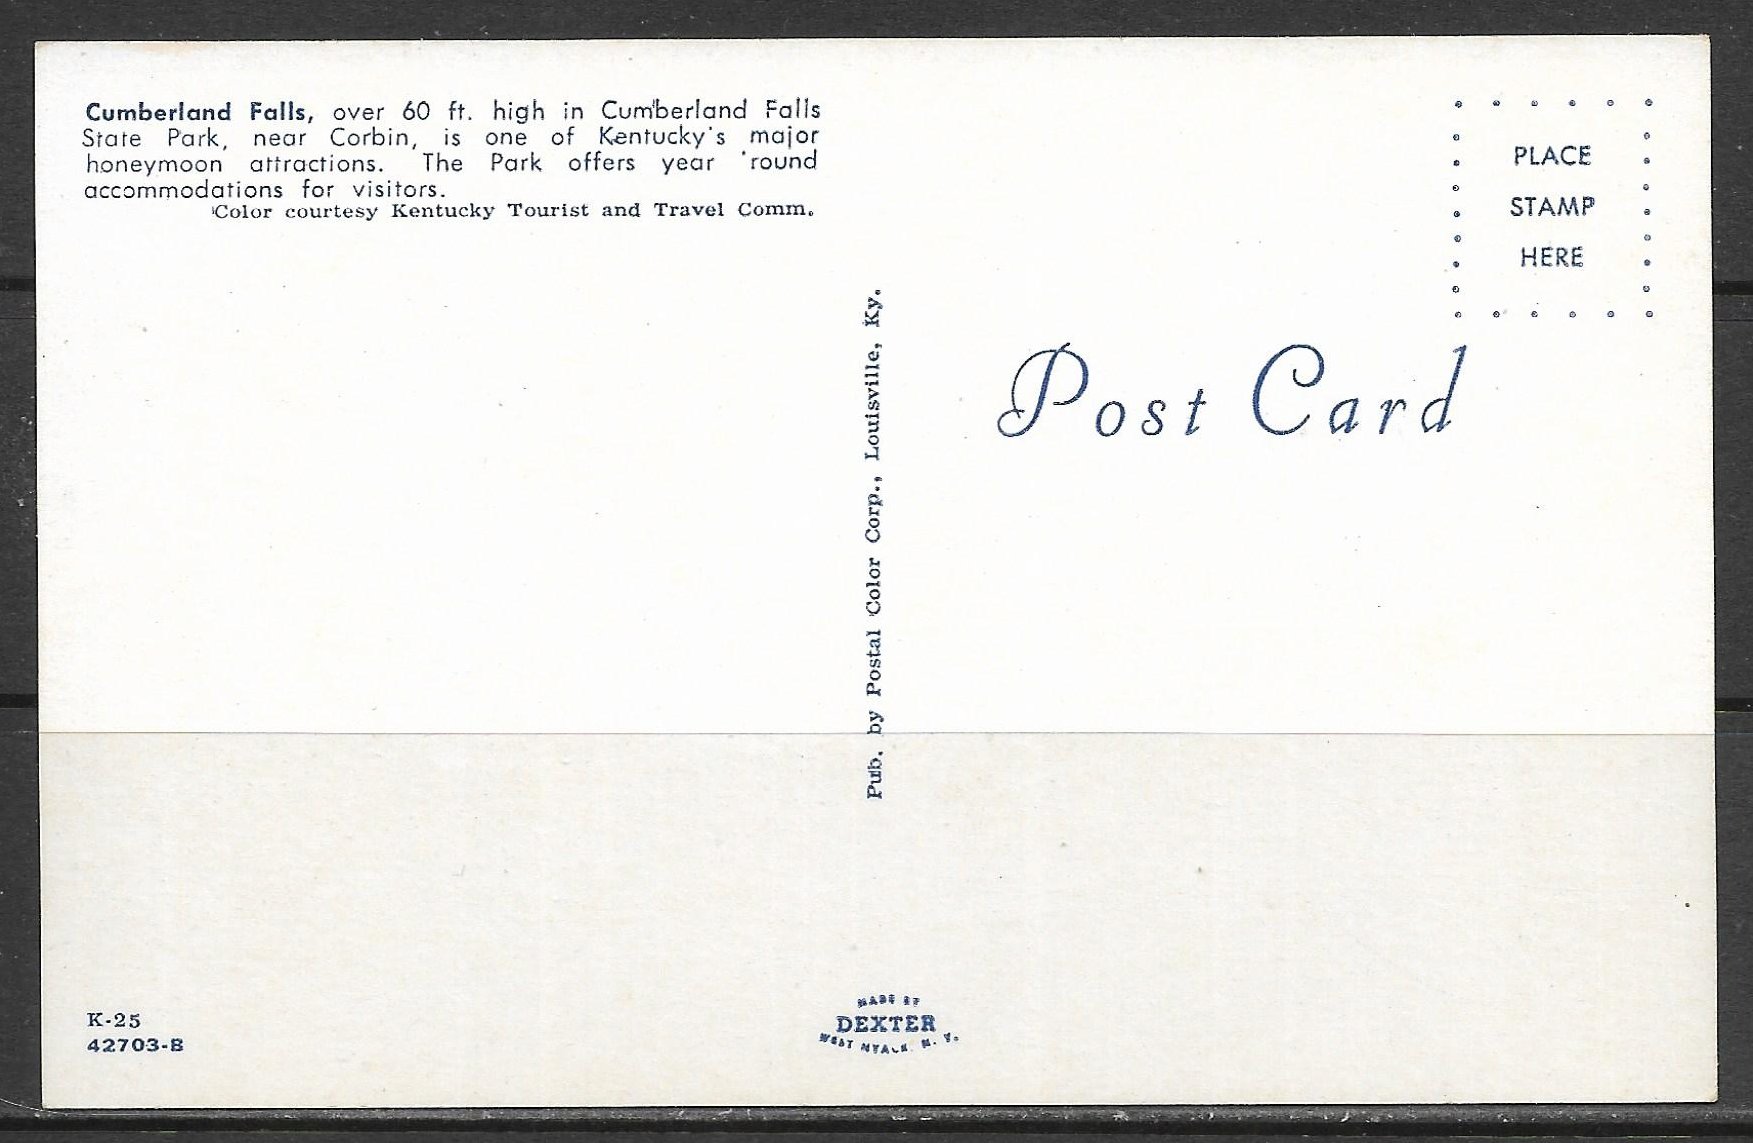 Cumberland Falls, over 60 ft. high in Cumberland Falls
State Park, near Corbin, is one of Kentucky's major
honeymoon attractions. The Park offers year 'round
accommodations for visitors.
Color courtesy Kentucky Tourist and Travel Comm.
PLACE
STAMP
HERE
Post Card
Pub. by Postal Color Corp., Louisville, Ky.
K-25
42703-B
MADE BY
DEXTER
WEST NYACK, N. Y.